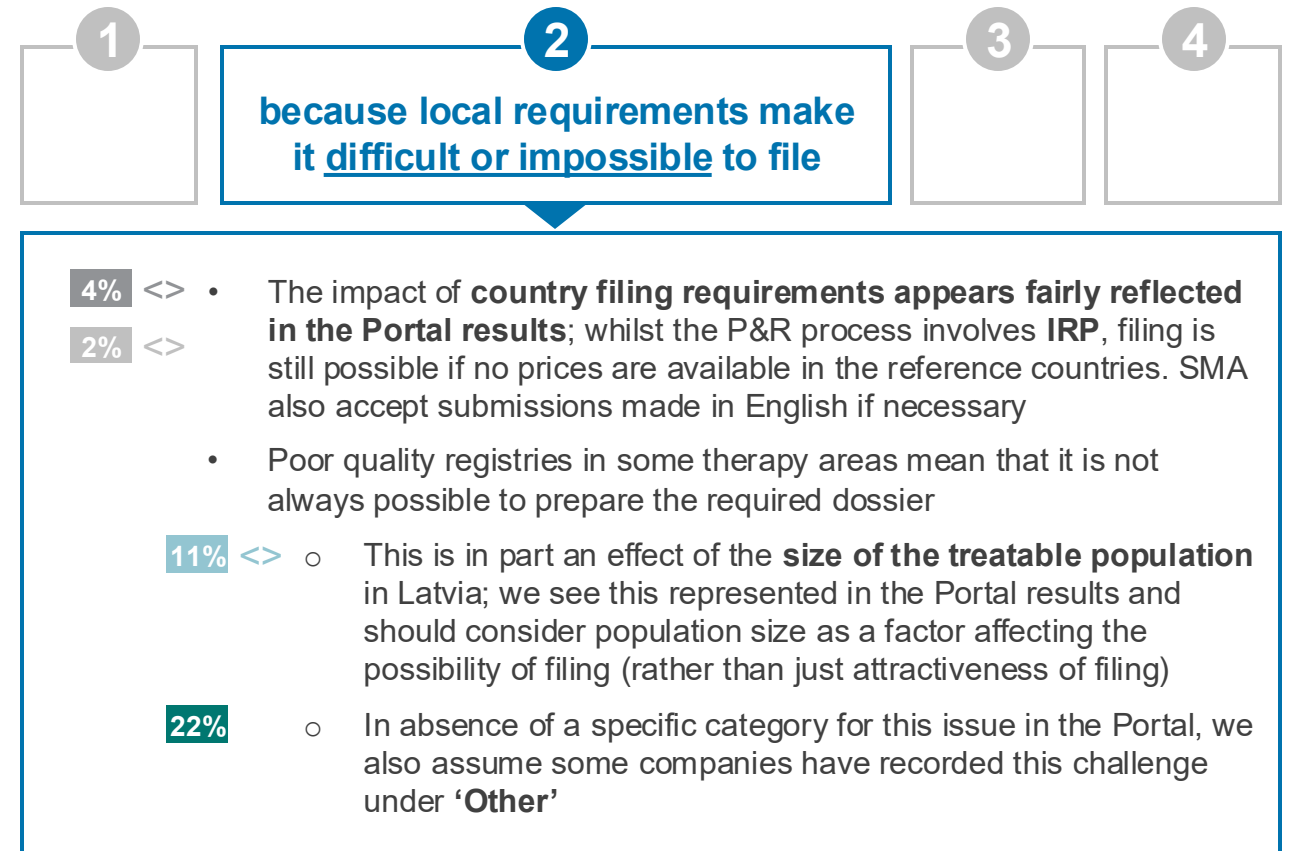 1
2
3
4
because local requirements make
it difficult or impossible to file
4% <> • The impact of country filing requirements appears fairly reflected
2% <> in the Portal results; whilst the P&R process involves IRP, filing is
still possible if no prices are available in the reference countries. SMA
also accept submissions made in English if necessary
• Poor quality registries in some therapy areas mean that it is not
always possible to prepare the required dossier
11% <> ○ This is in part an effect of the size of the treatable population
in Latvia; we see this represented in the Portal results and
should consider population size as a factor affecting the
possibility of filing (rather than just attractiveness of filing)
22% ○ In absence of a specific category for this issue in the Portal, we
also assume some companies have recorded this challenge
under ‘Other’